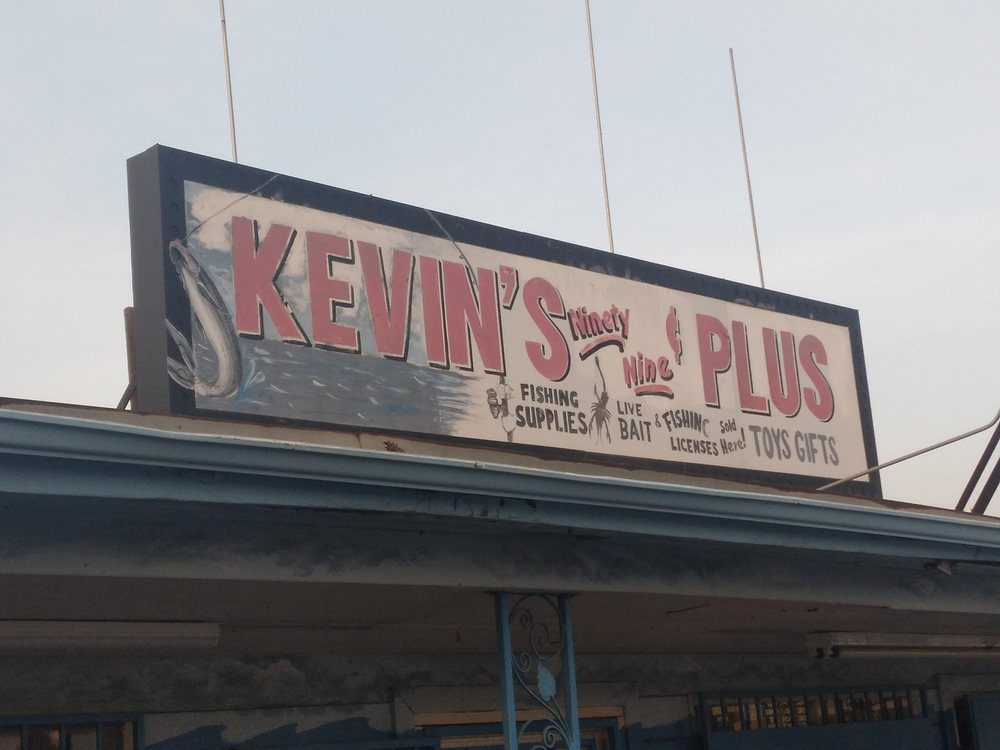 KEVIN'S Ninety Nine ¢ PLUS
FISHING SUPPLIES
LIVE BAIT
& FISHING LICENSES Sold Here!
TOYS GIFTS